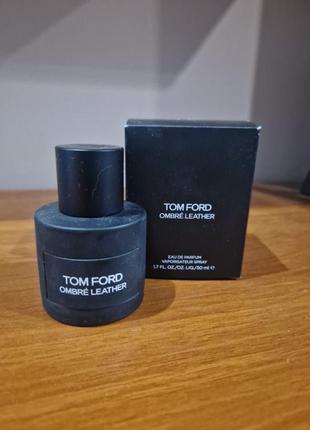 TOM FORD
OMBRÉ LEATHER
TOM FORD
OMBRÉ LEATHER
EAU DE PARFUM
VAPORISATEUR SPRAY
1.7 FL. OZ./OZ. LIQ./50 ml ℮